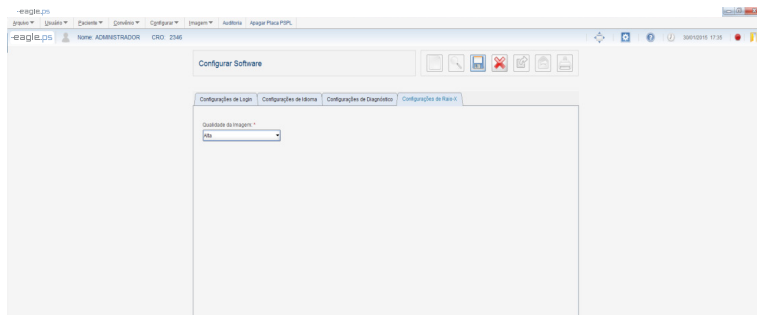 -eagle.ps
Arquivo Usuário Paciente Convênio Configurar Imagem Auditoria Apagar Placa PSPL
-eagle.ps Nome: ADMINISTRADOR CRO: 2346 30/01/2015 17:35
Configurar Software
Configurações de Login Configurações de Idioma Configurações de Diagnóstico Configurações de Raio-X
Qualidade da Imagem: *
Alta